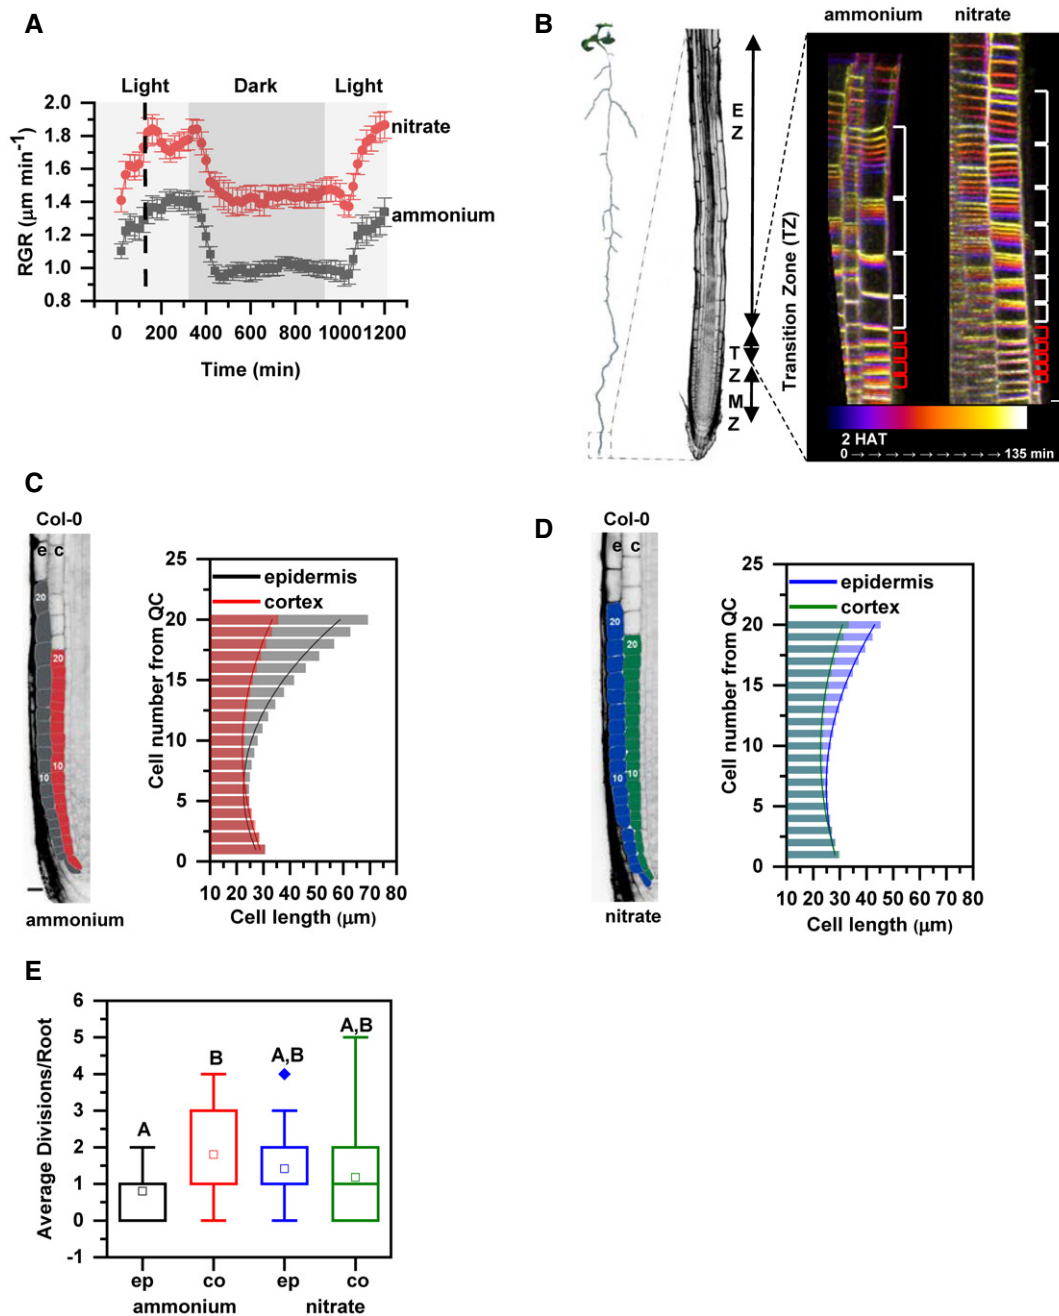 A
Light Dark Light
2.0
1.8
1.6
1.4
1.2
1.0
0.8
RGR (μm min⁻¹)
nitrate
ammonium
0 200 400 600 800 1000 1200
Time (min)
B
E
Z
T
Z
M
Z
ammonium nitrate
Transition Zone (TZ)
2 HAT
0 → → → → → → → → → 135 min
C
Col-0
e c
20
20
10
10
ammonium
25
20
15
10
5
0
Cell number from QC
epidermis
cortex
10 20 30 40 50 60 70 80
Cell length (μm)
D
Col-0
e c
20
20
10 10
nitrate
25
20
15
10
5
0
Cell number from QC
epidermis
cortex
10 20 30 40 50 60 70 80
Cell length (μm)
E
6
5
4
3
2
1
0
-1
Average Divisions/Root
A
B
A,B
A,B
ep co ep co
ammonium nitrate